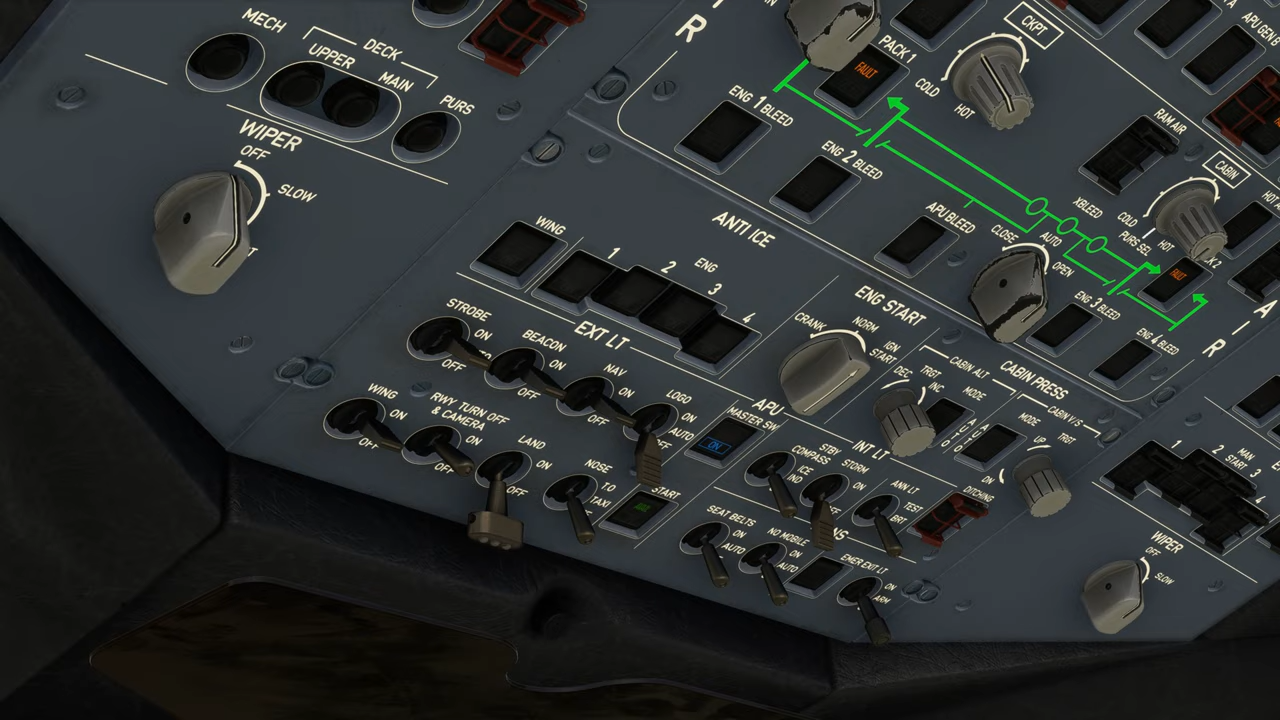 MECH
DECK
UPPER
MAIN
PURS
WIPER
OFF
SLOW
R
PACK 1
FAULT
CKPT
COLD
HOT
ENG 1 BLEED
ENG 2 BLEED
APU BLEED
XBLEED
CLOSE
AUTO
OPEN
RAM AIR
CABIN
COLD
HOT
PURS SEL
FAULT
ENG 3 BLEED
ENG 4 BLEED
A
I
R
APU GEN B
ANTI ICE
WING
1
2
ENG
3
4
ENG START
CRANK
NORM
IGN
START
STROBE
ON
OFF
EXT LT
BEACON
ON
OFF
NAV
ON
OFF
LOGO
ON
AUTO
WING
ON
OFF
RWY TURN OFF
& CAMERA
ON
OFF
LAND
ON
OFF
NOSE
TO
TAXI
APU
MASTER SW
ON
START
CABIN PRESS
CABIN ALT
TRGT
DEC
INC
MODE
CABIN V/S
MODE
UP
TRGT
DN
DITCHING
INT LT
STBY
COMPASS
ICE
IND
STORM
ON
ANN LT
TEST
BRT
SEAT BELTS
ON
AUTO
NO MOBILE
ON
AUTO
EMER EXIT LT
ON
ARM
1
2
MAN
START
3
4
WIPER
OFF
SLOW